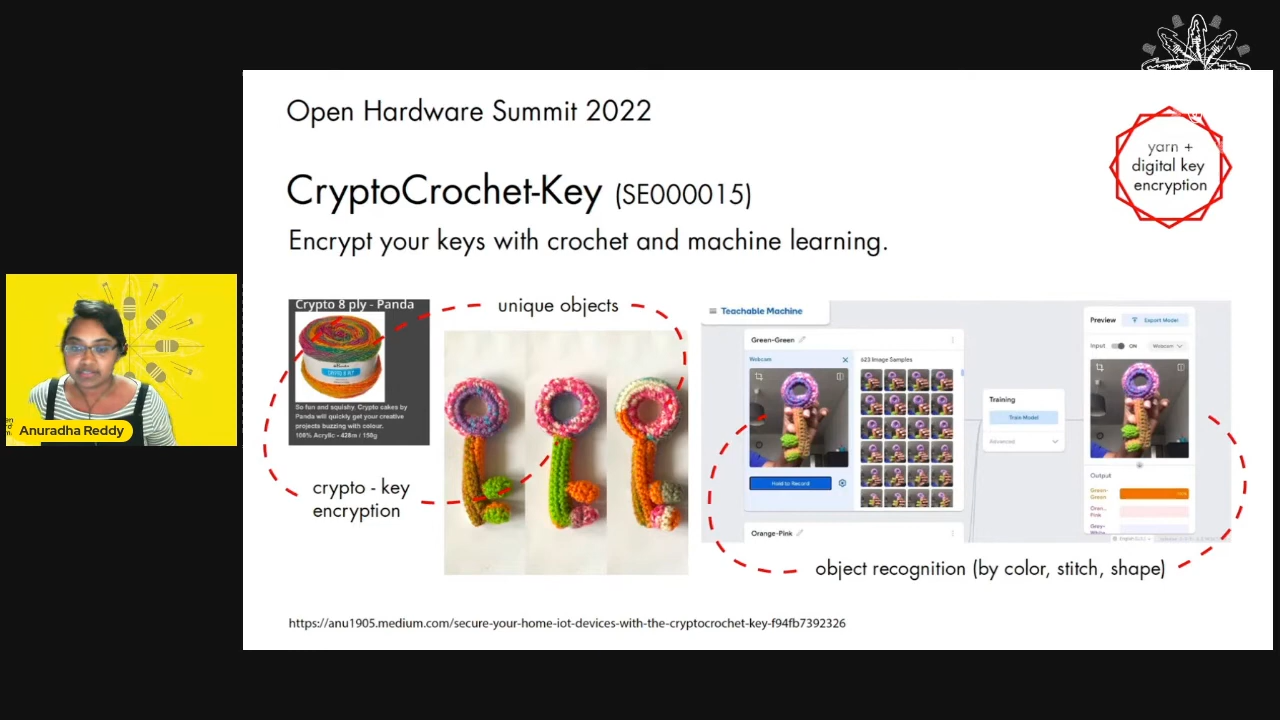 Open Hardware Summit 2022
yarn +
digital key
encryption
CryptoCrochet-Key (SE000015)
Encrypt your keys with crochet and machine learning.
Crypto 8 ply - Panda
CRYPTO 8 PLY
So fun and squishy. Crypto cakes by
Panda will quickly get your creative
projects buzzing with colour.
100% Acrylic • 428m / 150g
unique objects
crypto - key
encryption
Teachable Machine
Green-Green
Webcam
623 Image Samples
Hold to Record
Orange-Pink
Training
Train Model
Advanced
Preview
Export Model
Input
ON
Webcam
Output
Green-
Green
Pink
Grey-
White
object recognition (by color, stitch, shape)
https://anu1905.medium.com/secure-your-home-iot-devices-with-the-cryptocrochet-key-f94fb7392326
Anuradha Reddy